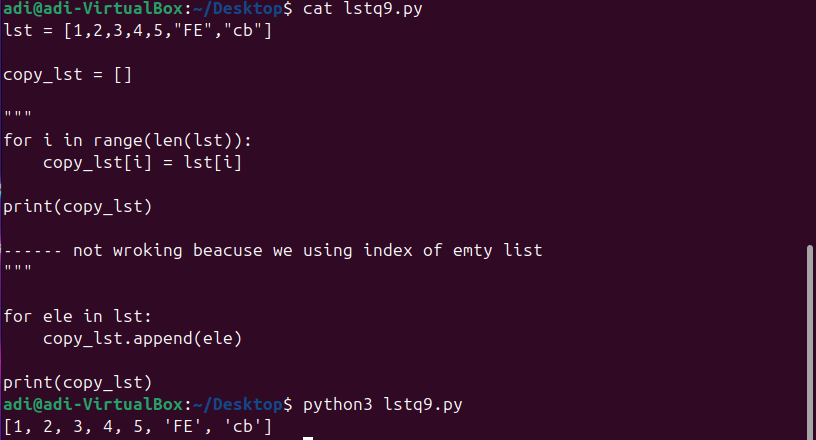 adi@adi-VirtualBox:~/Desktop$ cat lstq9.py
lst = [1,2,3,4,5,"FE","cb"]
copy_lst = []
"""
for i in range(len(lst)):
    copy_lst[i] = lst[i]
print(copy_lst)
------ not wroking beacuse we using index of emty list
"""
for ele in lst:
    copy_lst.append(ele)
print(copy_lst)
adi@adi-VirtualBox:~/Desktop$ python3 lstq9.py
[1, 2, 3, 4, 5, 'FE', 'cb']